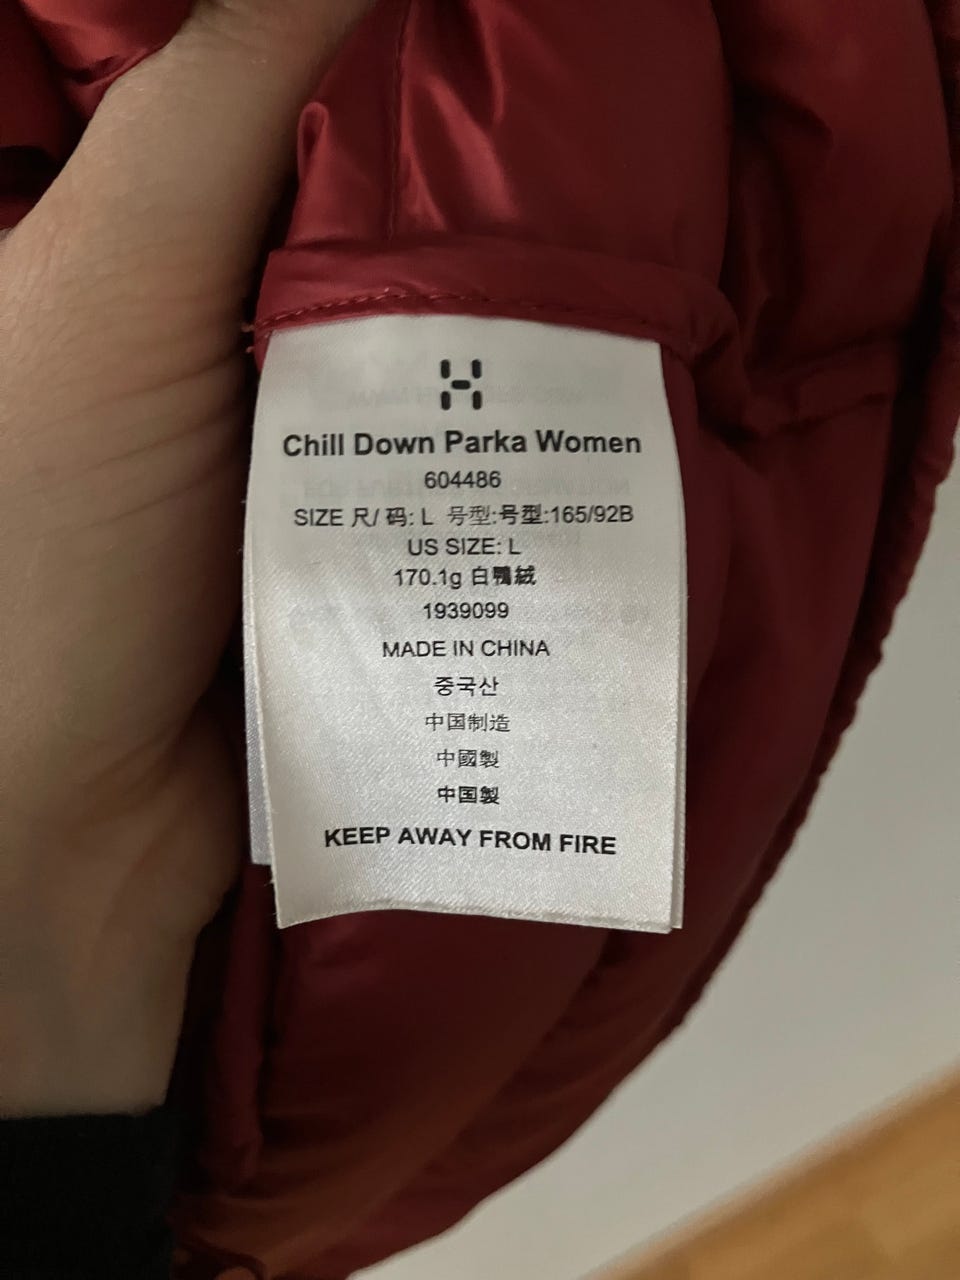 Chill Down Parka Women
604486
SIZE 尺/ 码: L 号型:号型:165/92B
US SIZE: L
170.1g 白鴨絨
1939099
MADE IN CHINA
중국산
中国制造
中國製
中国製
KEEP AWAY FROM FIRE